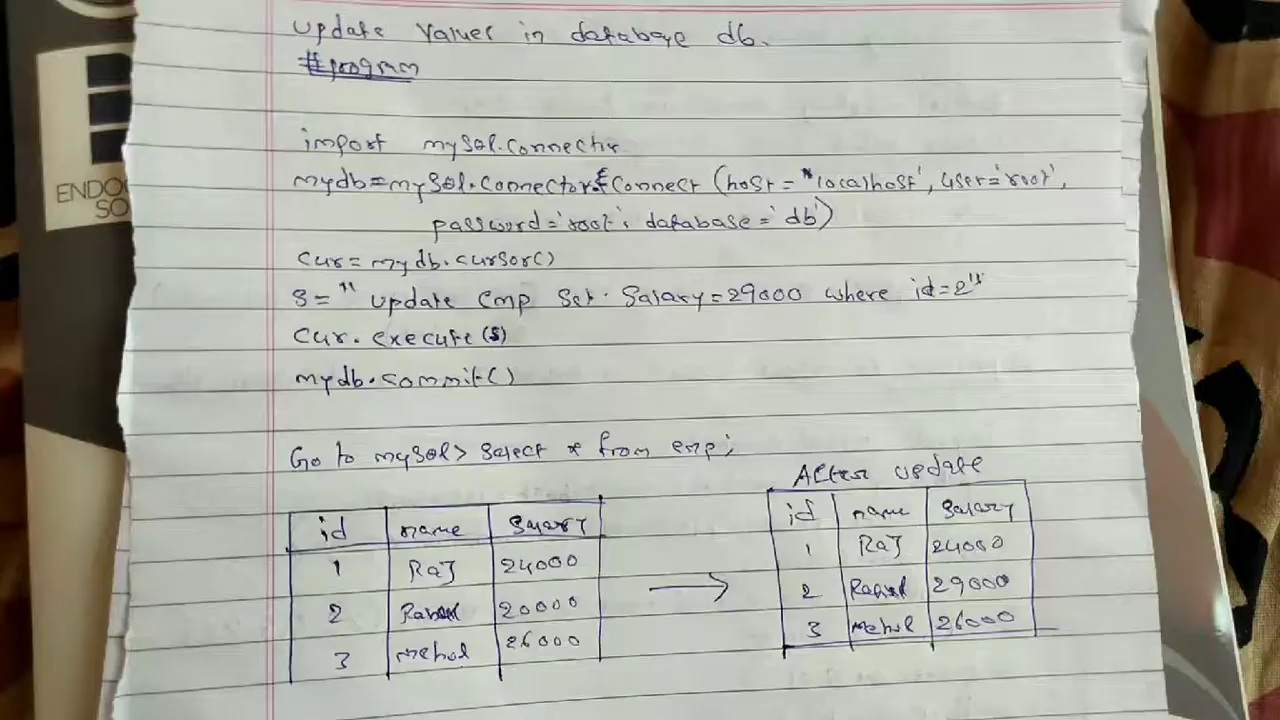 update values in database db.
#program
ENDO
SO
import mysql.connector
mydb=mysql.connector.connect (host = 'localhost', user='root',
password='root', database='db')
cur=mydb.cursor()
s=" update emp set salary=29000 where id=2"
cur.execute(s)
mydb.commit()
Go to mysql> select * from emp;
After update
id name salary
1 Raj 24000
2 20000
3 mehul 26000
id name salary
1 Raj 24000
2 29000
3 mehul 26000